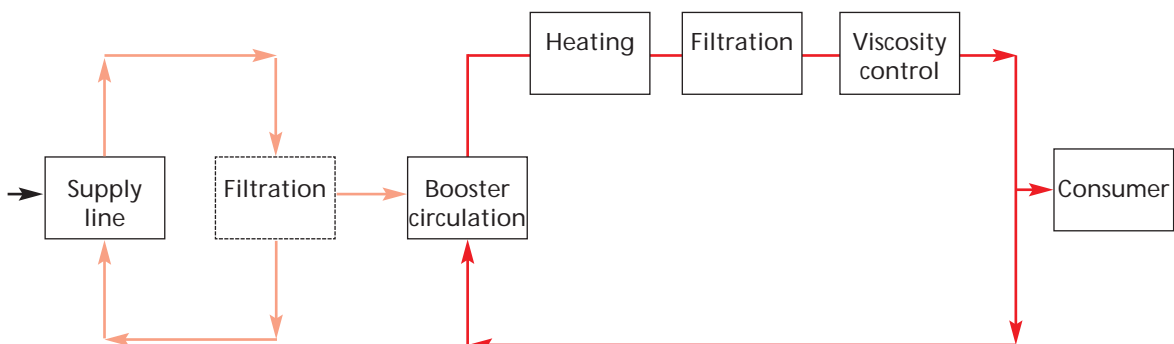 Heating
Filtration
Viscosity
control
Supply
line
Filtration
Booster
circulation
Consumer